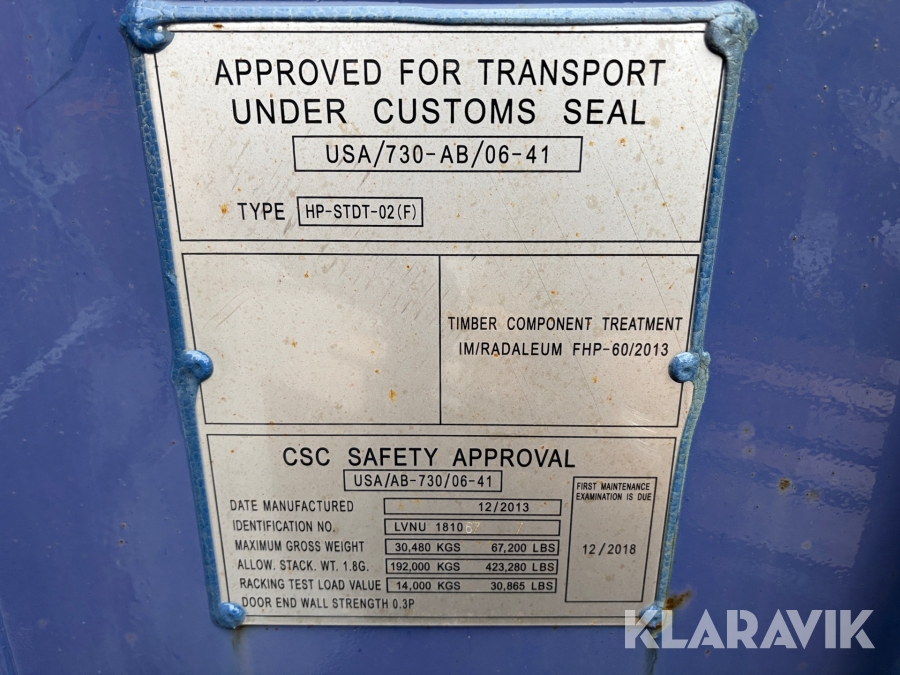 APPROVED FOR TRANSPORT
UNDER CUSTOMS SEAL
USA/730-AB/06-41
TYPE HP-STDT-02(F)
TIMBER COMPONENT TREATMENT
IM/RADALEUM FHP-60/2013
CSC SAFETY APPROVAL
USA/AB-730/06-41
DATE MANUFACTURED 12/2013
IDENTIFICATION NO. LVNU 1810
MAXIMUM GROSS WEIGHT 30,480 KGS 67,200 LBS
ALLOW. STACK. WT. 1.8G. 192,000 KGS 423,280 LBS
RACKING TEST LOAD VALUE 14,000 KGS 30,865 LBS
DOOR END WALL STRENGTH 0.3P
FIRST MAINTENANCE
EXAMINATION IS DUE
12/2018
KLARAVIK